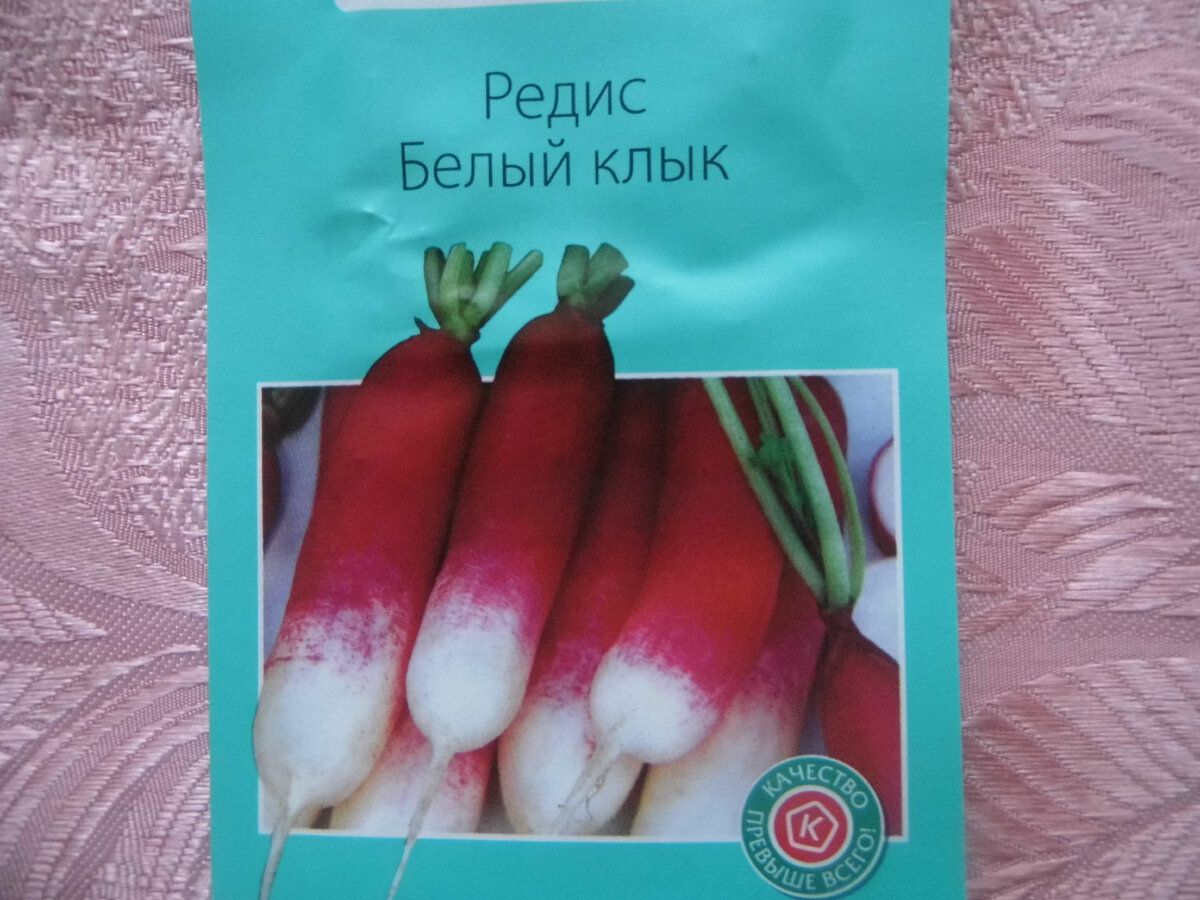 Редис
Белый клык
КАЧЕСТВО
ПРЕВЫШЕ ВСЕГО!
К